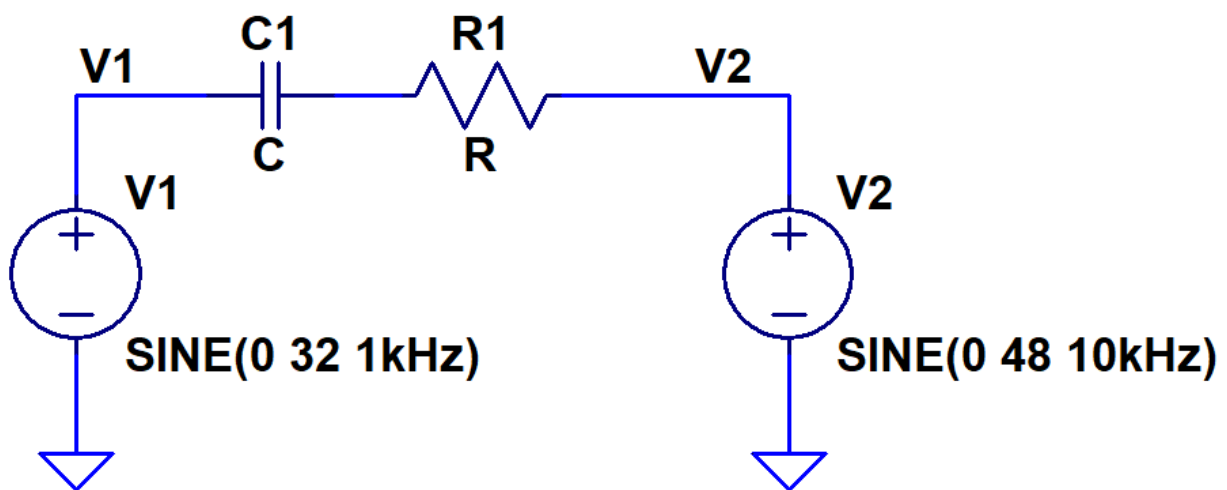 C1
R1
V1
V2
C
R
V1
V2
SINE(0 32 1kHz)
SINE(0 48 10kHz)